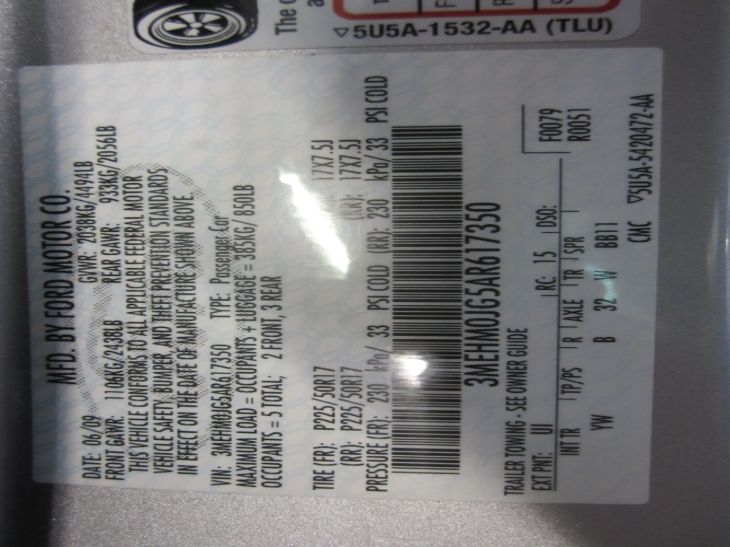 The
5U5A-1532-AA (TLU)
MFD. BY FORD MOTOR CO.
DATE: 06/09 GVWR: 2038KG/4494LB
FRONT GAWR: 1106KG/2438LB REAR GAWR: 933KG/2056LB
THIS VEHICLE CONFORMS TO ALL APPLICABLE FEDERAL MOTOR
VEHICLE SAFETY, BUMPER, AND THEFT PREVENTION STANDARDS
IN EFFECT ON THE DATE OF MANUFACTURE SHOWN ABOVE.
VIN: 3MEHM0JG5AR617350 TYPE: Passenger Car
MAXIMUM LOAD = OCCUPANTS + LUGGAGE = 385KG/ 850LB
OCCUPANTS = 5 TOTAL; 2 FRONT, 3 REAR
TIRE (FR): P225/50R17 17X7.5J
(RR): P225/50R17 (RR): 17X7.5J
PRESSURE (FR): 230 kPa/ 33 PSI COLD (RR): 230 kPa/ 33 PSI COLD
3MEHM0JG5AR617350
TRAILER TOWING - SEE OWNER GUIDE
F0079
EXT PNT: UI RC: 15 DSO: R0051
INT TR TP/PS R AXLE TR SPR
YW B 32 W BB11
CMC 5U5A-5420472-AA